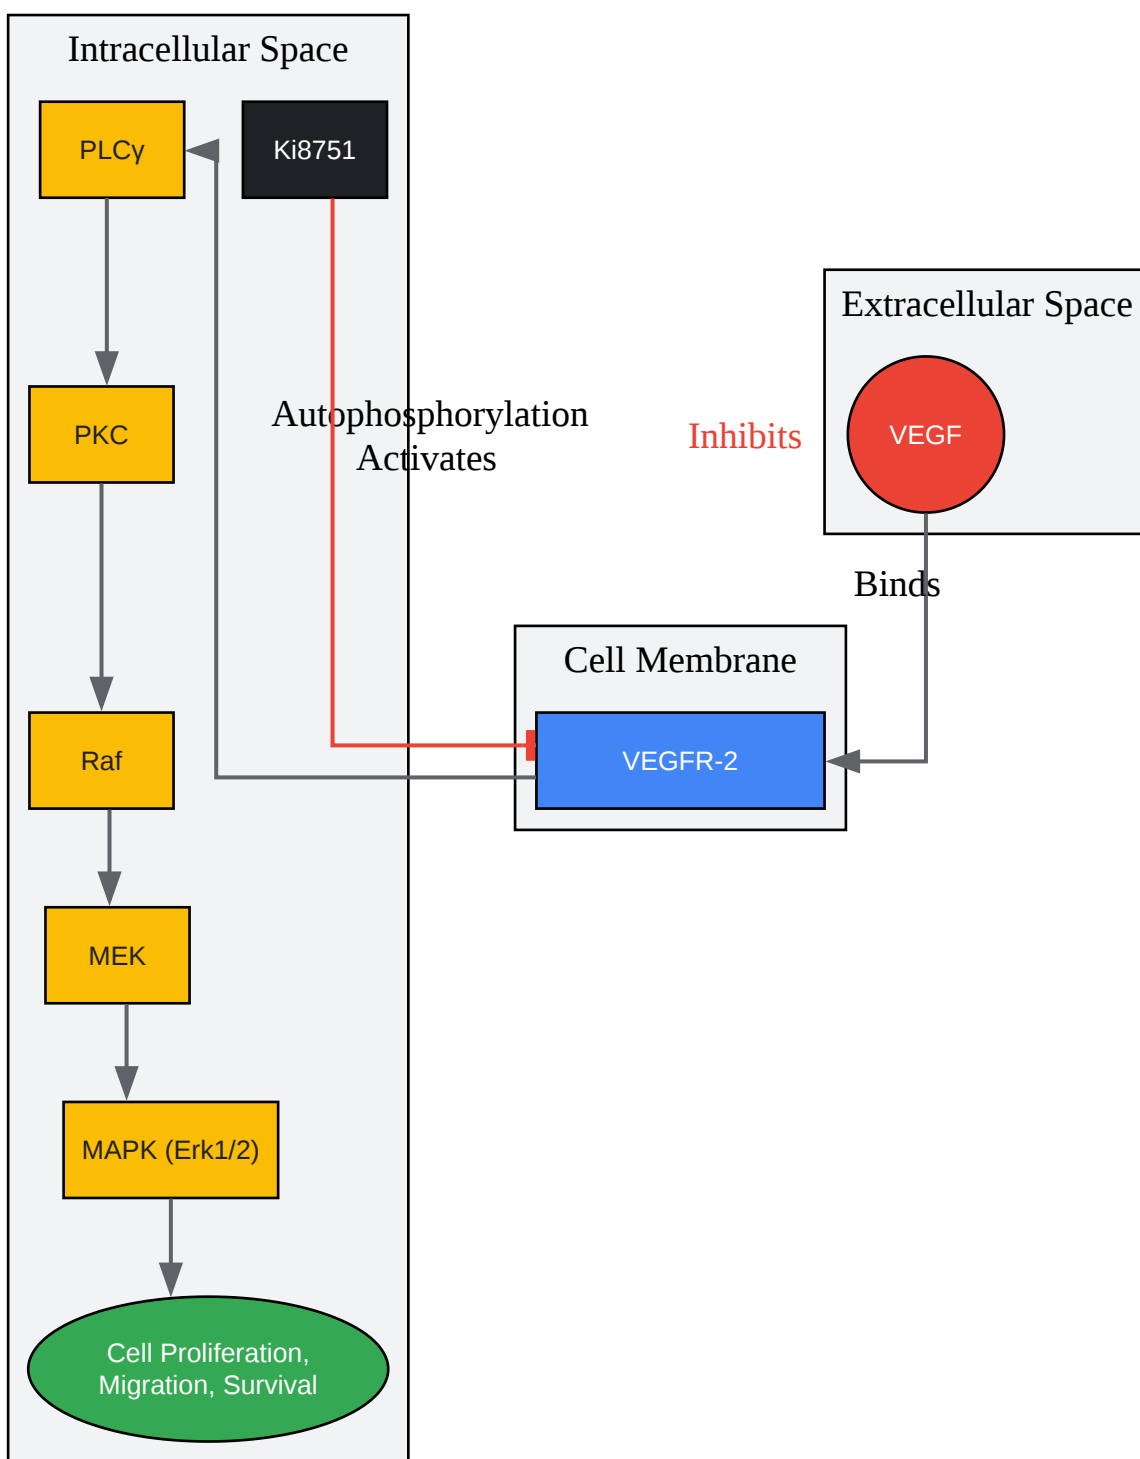 Intracellular Space
PLCγ
Ki8751
Extracellular Space
VEGF
PKC
Autophosphorylation
Activates
Inhibits
Binds
Cell Membrane
VEGFR-2
Raf
MEK
MAPK (Erk1/2)
Cell Proliferation,
Migration, Survival